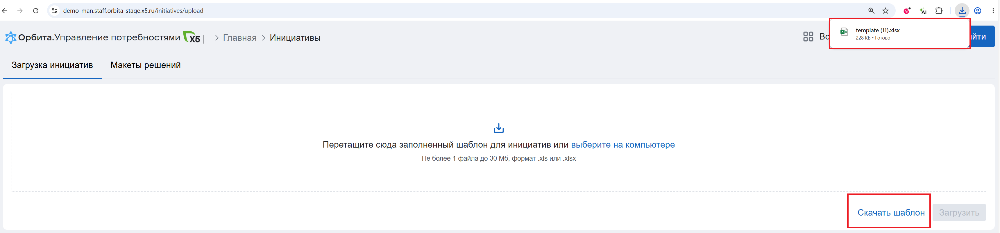 demo-man.staff.orbita-stage.x5.ru/initiatives/upload
AI
template (11).xlsx
228 КБ • Готово
Орбита.Управление потребностями X5 | > Главная > Инициативы
Загрузка инициатив Макеты решений
Перетащите сюда заполненный шаблон для инициатив или выберите на компьютере
Не более 1 файла до 30 Мб, формат .xls или .xlsx
Скачать шаблон Загрузить